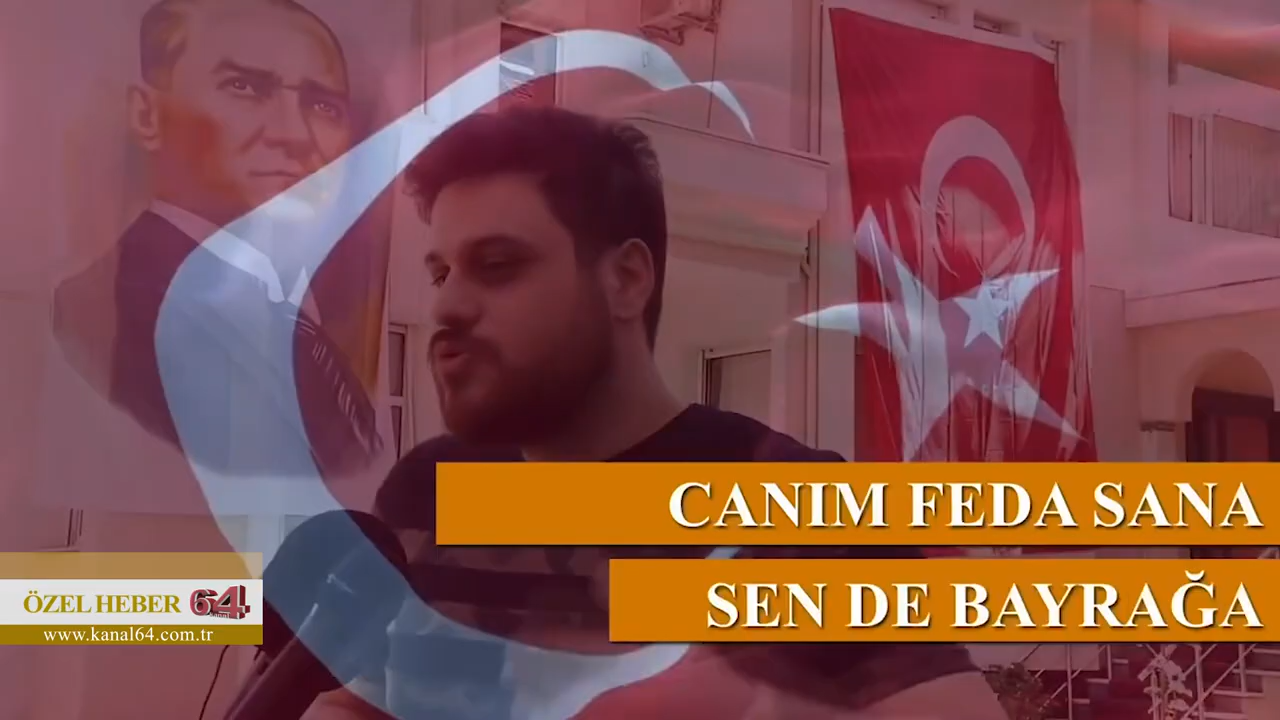 CANIM FEDA SANA
SEN DE BAYRAĞA
ÖZEL HEBER 64
www.kanal64.com.tr